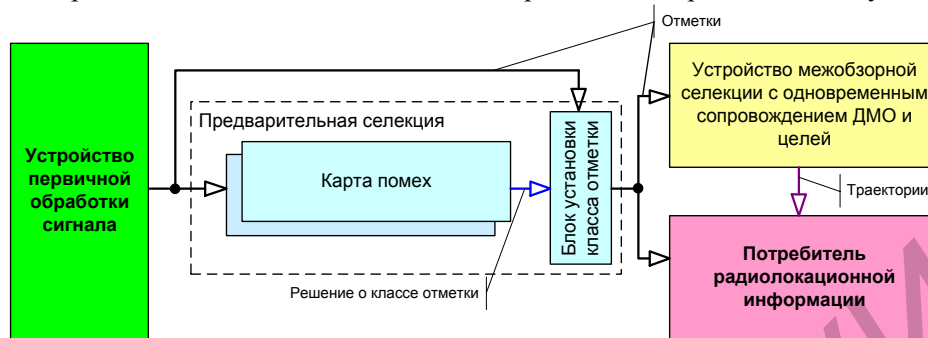 Отметки
Устройство
первичной
обработки
сигнала
Предварительная селекция
Карта помех
Блок установки
класса отметки
Решение о классе отметки
Устройство межобзорной
селекции с одновременным
сопровождением ДМО и
целей
Траектории
Потребитель
радиолокационной
информации